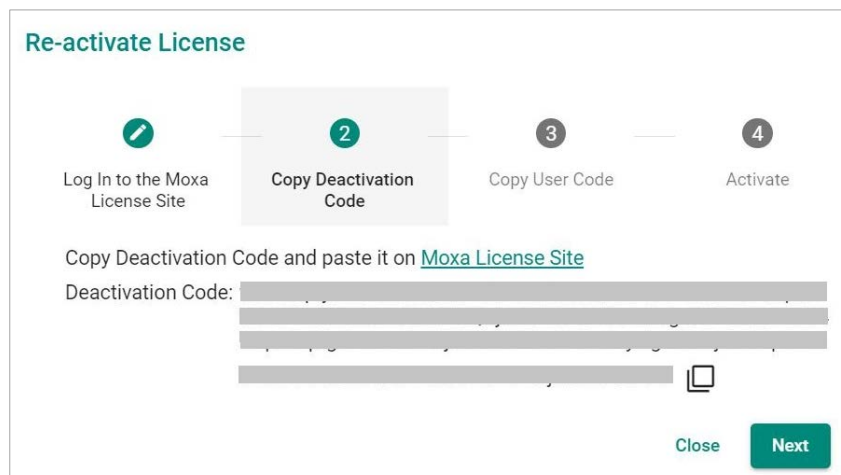 Re-activate License
2
3
4
Log In to the Moxa
License Site
Copy Deactivation
Code
Copy User Code
Activate
Copy Deactivation Code and paste it on Moxa License Site
Deactivation Code:
Close
Next